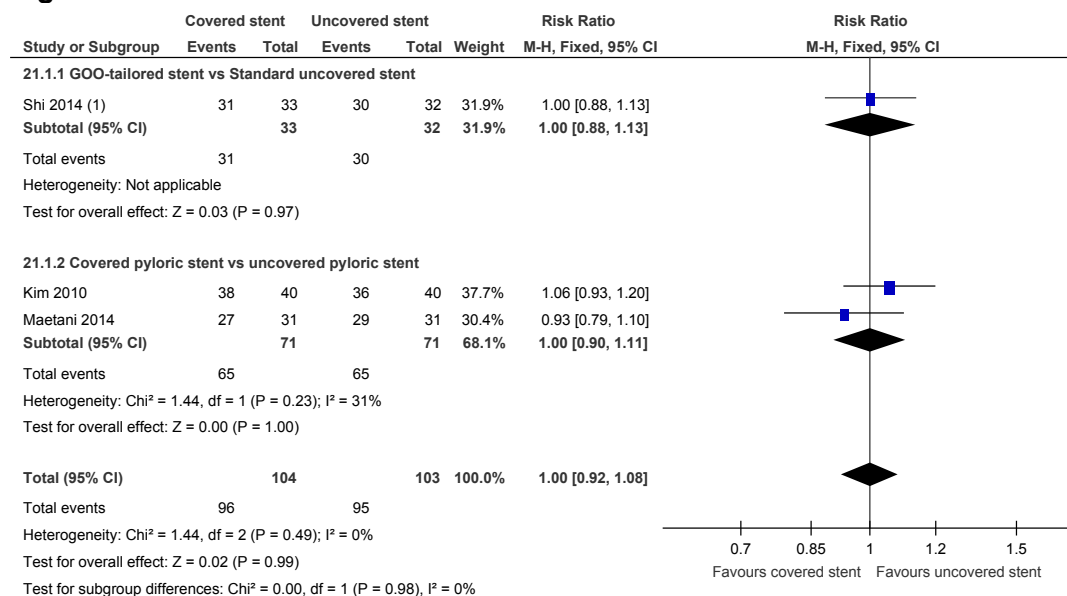 Covered stent Uncovered stent Risk Ratio Risk Ratio
Study or Subgroup Events Total Events Total Weight M-H, Fixed, 95% CI M-H, Fixed, 95% CI
21.1.1 GOO-tailored stent vs Standard uncovered stent
Shi 2014 (1) 31 33 30 32 31.9% 1.00 [0.88, 1.13]
Subtotal (95% CI) 33 32 31.9% 1.00 [0.88, 1.13]
Total events 31 30
Heterogeneity: Not applicable
Test for overall effect: Z = 0.03 (P = 0.97)
21.1.2 Covered pyloric stent vs uncovered pyloric stent
Kim 2010 38 40 36 40 37.7% 1.06 [0.93, 1.20]
Maetani 2014 27 31 29 31 30.4% 0.93 [0.79, 1.10]
Subtotal (95% CI) 71 71 68.1% 1.00 [0.90, 1.11]
Total events 65 65
Heterogeneity: Chi² = 1.44, df = 1 (P = 0.23); I² = 31%
Test for overall effect: Z = 0.00 (P = 1.00)
Total (95% CI) 104 103 100.0% 1.00 [0.92, 1.08]
Total events 96 95
Heterogeneity: Chi² = 1.44, df = 2 (P = 0.49); I² = 0%
Test for overall effect: Z = 0.02 (P = 0.99)
Test for subgroup differences: Chi² = 0.00, df = 1 (P = 0.98), I² = 0%
0.7 0.85 1 1.2 1.5
Favours covered stent Favours uncovered stent